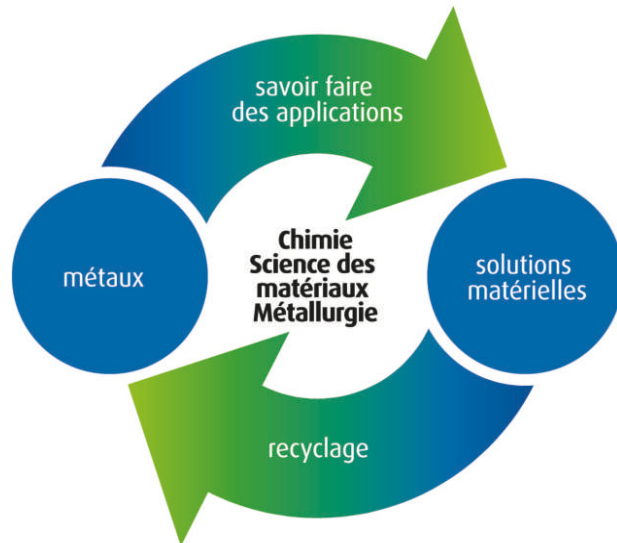 savoir faire
des applications
métaux
Chimie
Science des
matériaux
Métallurgie
solutions
matérielles
recyclage